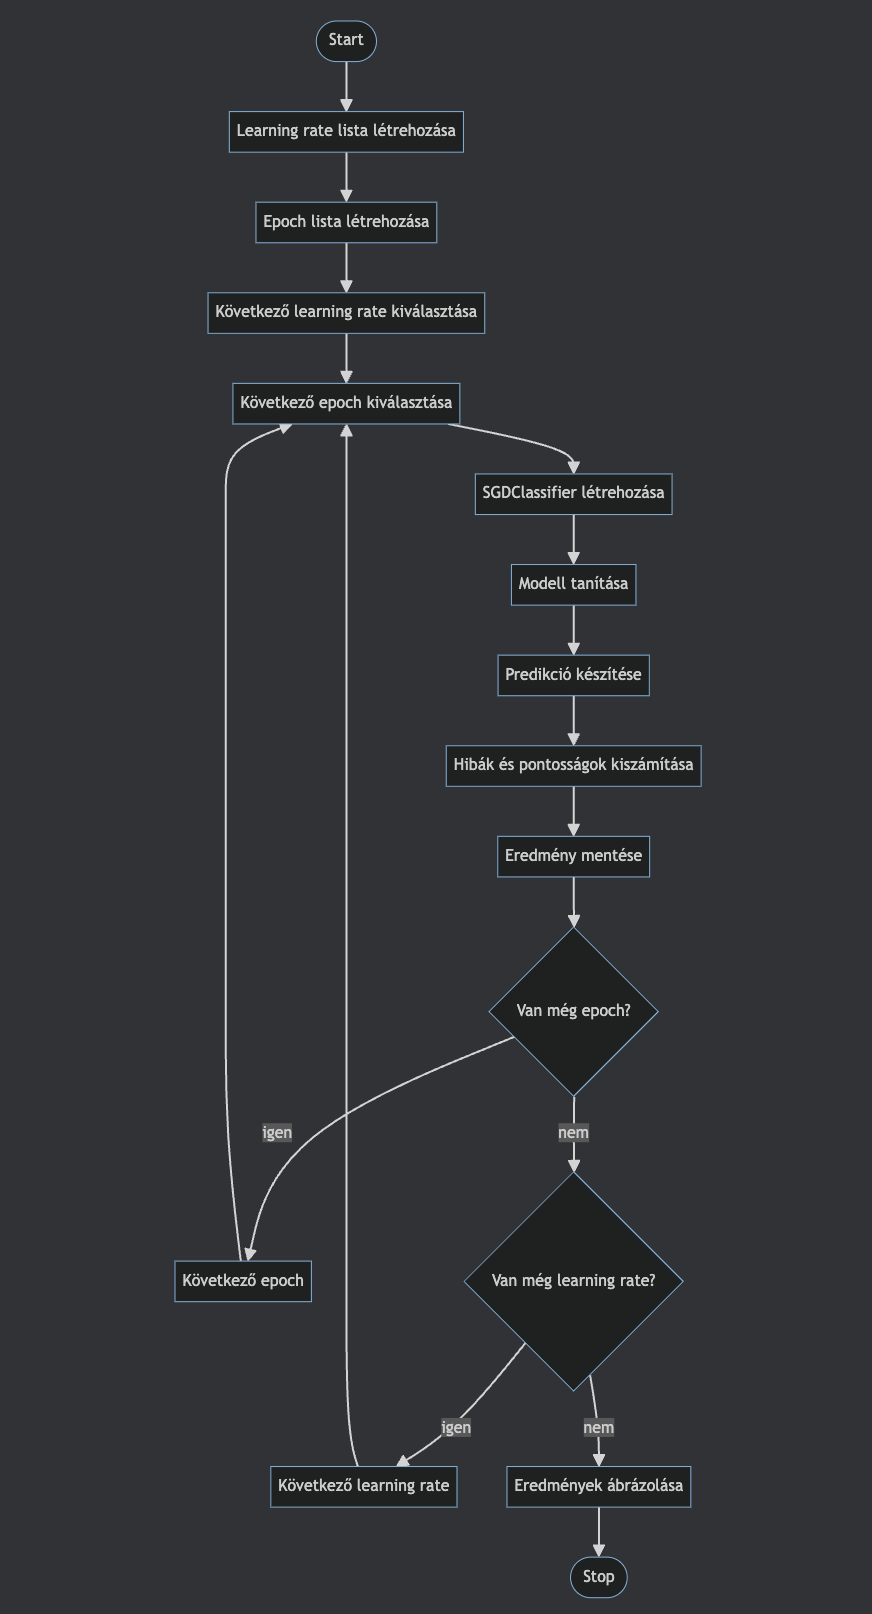 Start
Learning rate lista létrehozása
Epoch lista létrehozása
Következő learning rate kiválasztása
Következő epoch kiválasztása
SGDClassifier létrehozása
Modell tanítása
Predikció készítése
Hibák és pontosságok kiszámítása
Eredmény mentése
Van még epoch?
igen
nem
Következő epoch
Van még learning rate?
igen
nem
Következő learning rate
Eredmények ábrázolása
Stop